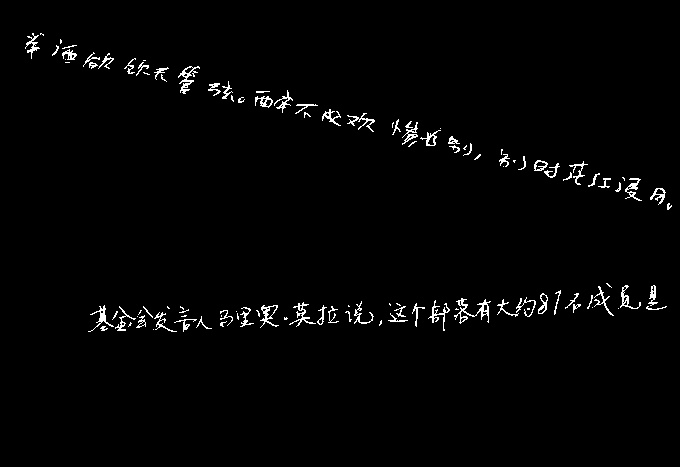 举酒欲饮无管弦。醉不成欢惨将别,别时茫江浸月。
基金会发言人马里奥·莫拉说,这个部落有大约87名成员是